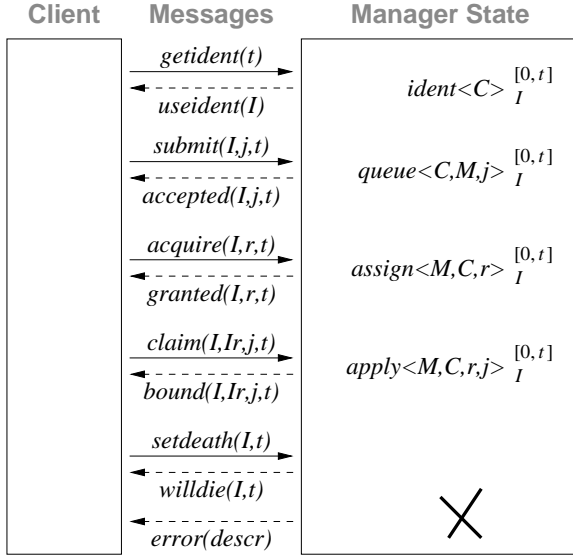 Client Messages Manager State
getident(t)
useident(I)
ident<C> [0, t] I
submit(I,j,t)
accepted(I,j,t)
queue<C,M,j> [0, t] I
acquire(I,r,t)
granted(I,r,t)
assign<M,C,r> [0, t] I
claim(I,Ir,j,t)
bound(I,Ir,j,t)
apply<M,C,r,j> [0, t] I
setdeath(I,t)
willdie(I,t)
error(descr)